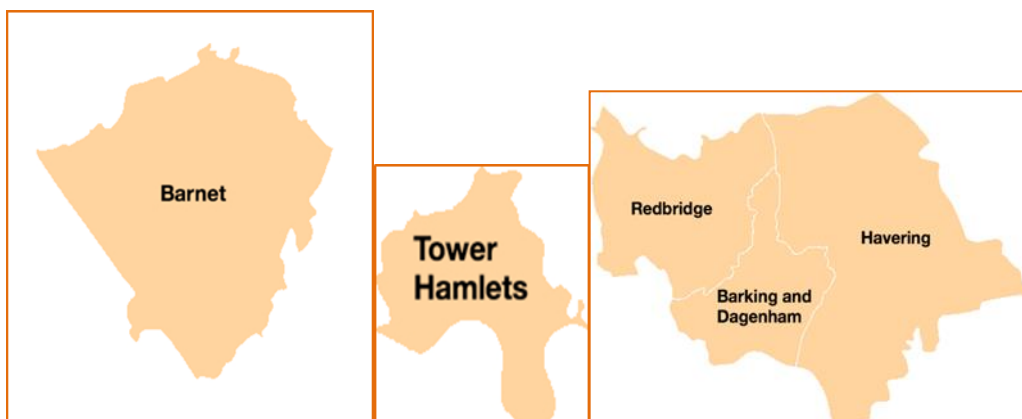 Barnet
Tower
Hamlets
Redbridge
Havering
Barking and
Dagenham